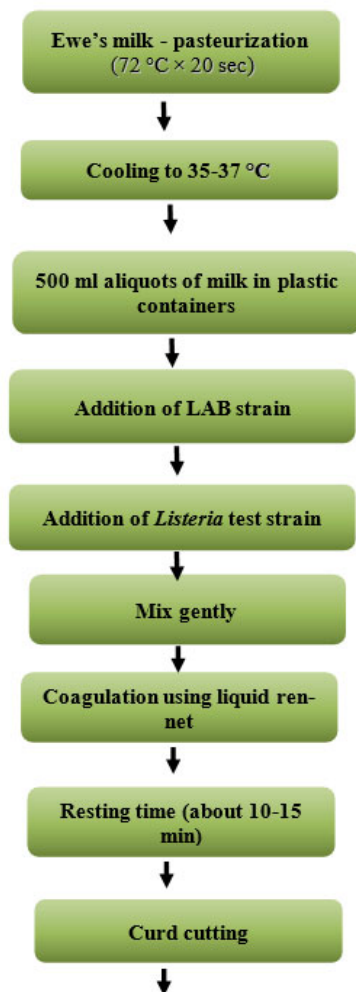 Ewe's milk - pasteurization
(72 °C × 20 sec)
Cooling to 35-37 °C
500 ml aliquots of milk in plastic
containers
Addition of LAB strain
Addition of Listeria test strain
Mix gently
Coagulation using liquid ren-
net
Resting time (about 10-15
min)
Curd cutting